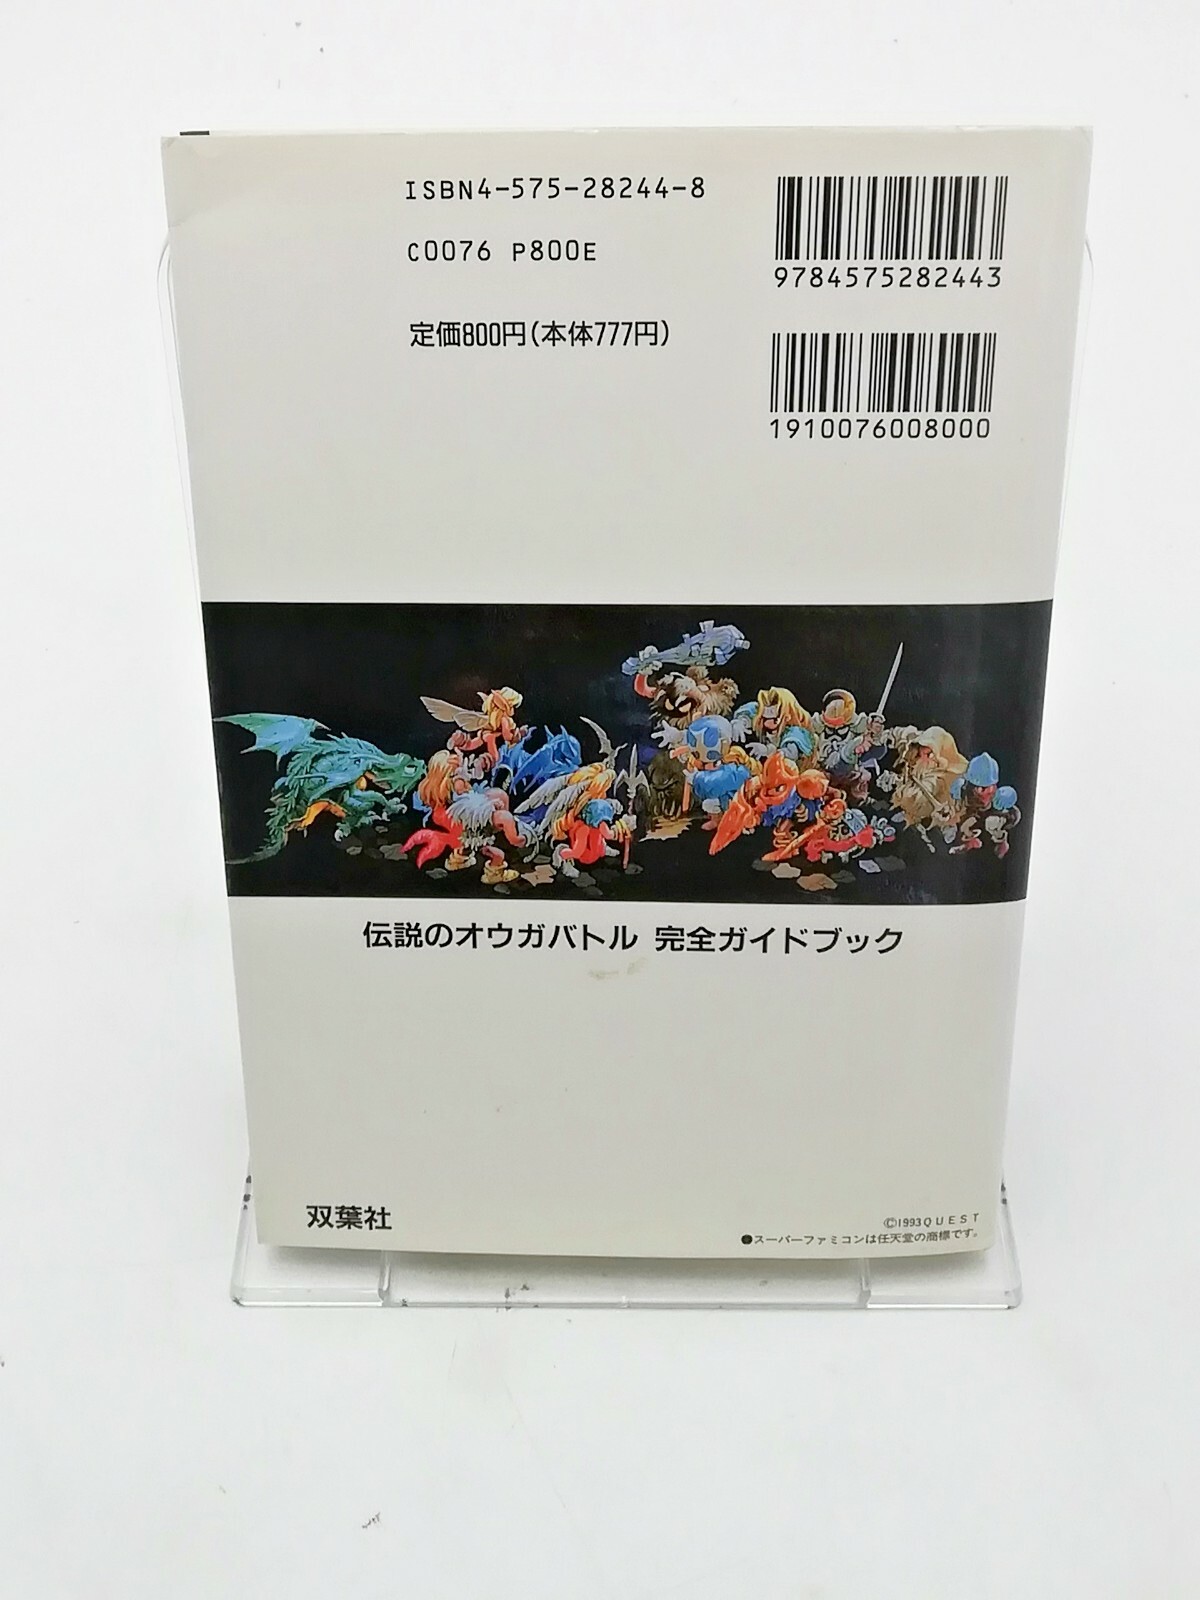 ISBN4-575-28244-8
C0076 P800E
定価800円(本体777円)
9784575282443
1910076008000
伝説のオウガバトル 完全ガイドブック
双葉社
©1993QUEST
●スーパーファミコンは任天堂の商標です。